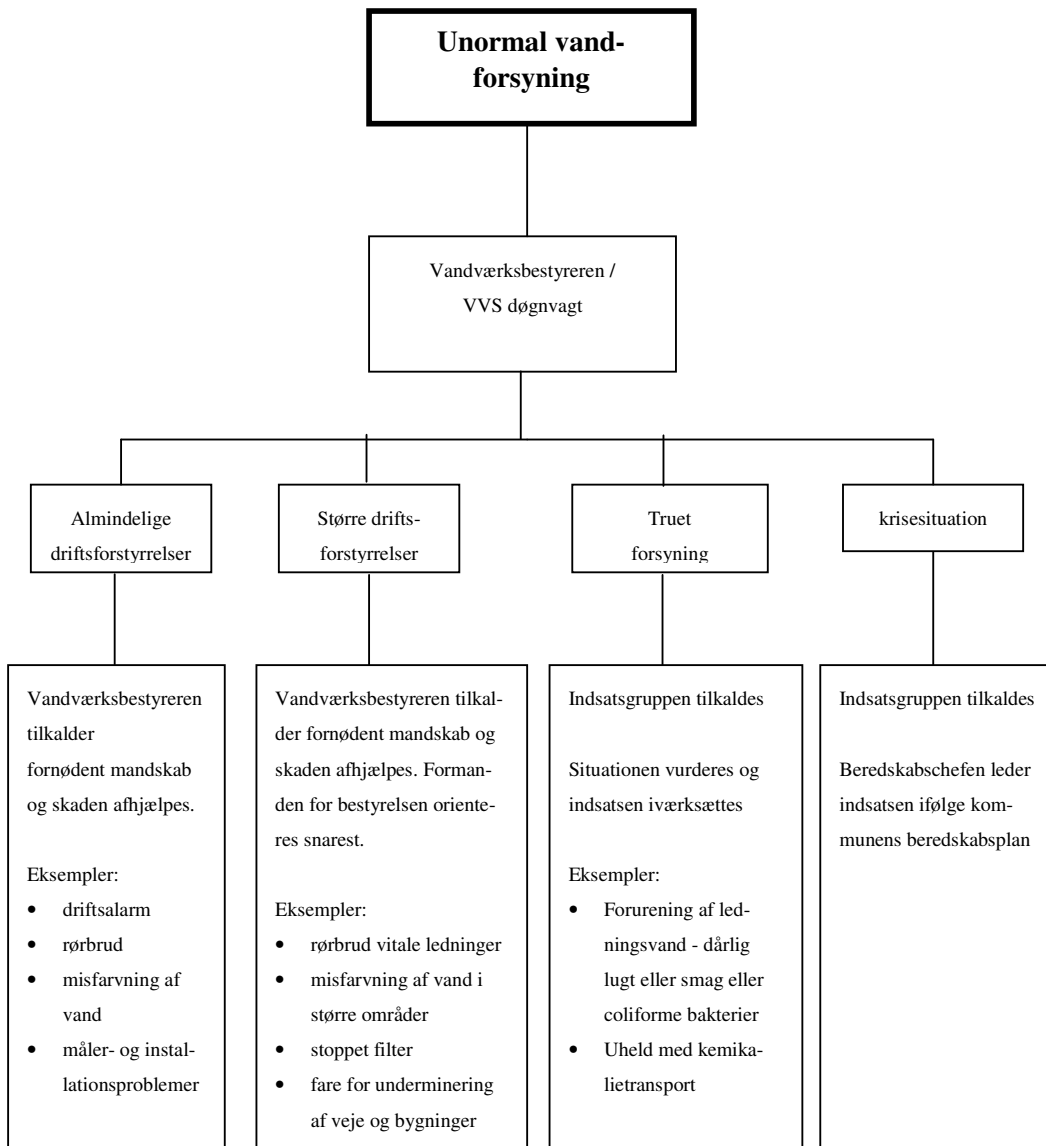 Unormal vand-
forsyning
Vandværksbestyreren /
VVS døgnvagt
Almindelige
driftsforstyrrelser
Større drifts-
forstyrrelser
Truet
forsyning
krisesituation
Vandværksbestyreren
tilkalder
fornødent mandskab
og skaden afhjælpes.
Eksempler:
• driftsalarm
• rørbrud
• misfarvning af
vand
• måler- og instal-
lationsproblemer
Vandværksbestyreren tilkal-
der fornødent mandskab og
skaden afhjælpes. Forman-
den for bestyrelsen oriente-
res snarest.
Eksempler:
• rørbrud vitale ledninger
• misfarvning af vand i
større områder
• stoppet filter
• fare for underminering
af veje og bygninger
Indsatsgruppen tilkaldes
Situationen vurderes og
indsatsen iværksættes
Eksempler:
• Forurening af led-
ningsvand - dårlig
lugt eller smag eller
coliforme bakterier
• Uheld med kemika-
lietransport
Indsatsgruppen tilkaldes
Beredskabschefen leder
indsatsen ifølge kom-
munens beredskabsplan